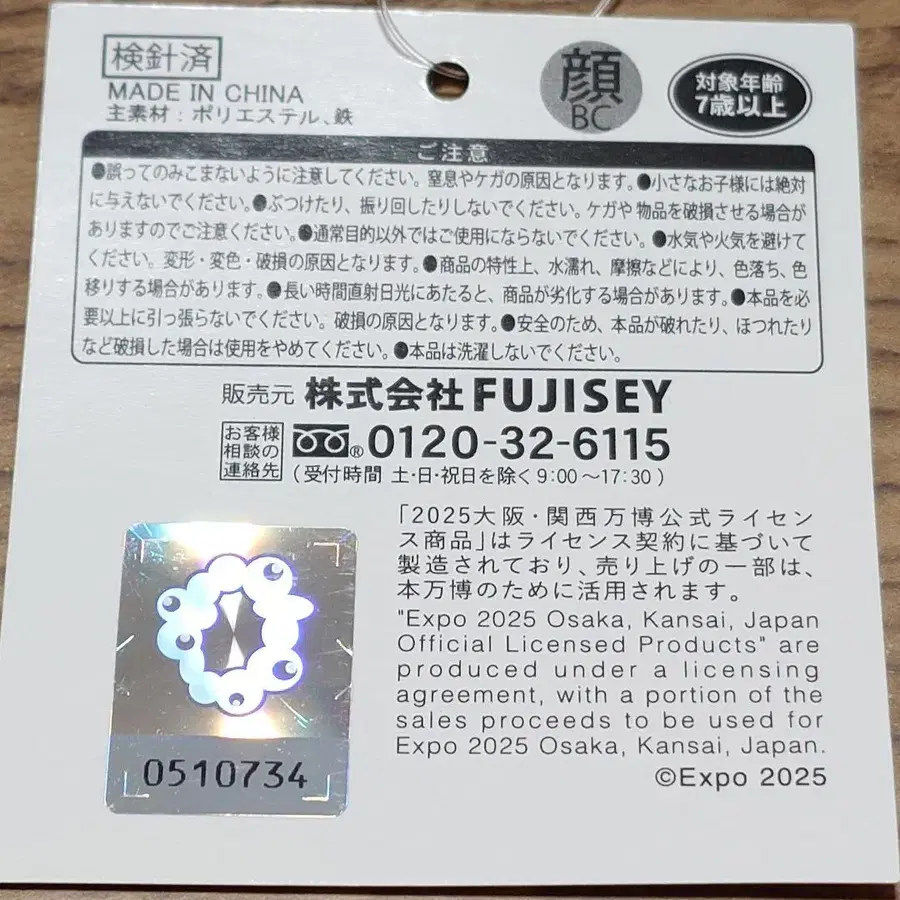 検針済
MADE IN CHINA
主素材：ポリエステル、鉄
顔
BC
対象年齢
7歳以上
ご注意
●誤ってのみこまないように注意してください。窒息やケガの原因となります。●小さなお子様には絶対
に与えないでください。●ぶつけたり、振り回したりしないでください。ケガや物品を破損させる場合が
ありますのでご注意ください。●通常目的以外ではご使用にならないでください。●水気や火気を避けて
ください。変形・変色・破損の原因となります。●商品の特性上、水濡れ、摩擦などにより、色落ち、色
移りする場合があります。●長い時間直射日光にあたると、商品が劣化する場合があります。●本品を必
要以上に引っ張らないでください。破損の原因となります。●安全のため、本品が破れたり、ほつれたり
など破損した場合は使用をやめてください。●本品は洗濯しないでください。
販売元 株式会社FUJISEY
お客様
相談の
連絡先
®0120-32-6115
(受付時間 土・日・祝日を除く9:00～17:30)
「2025大阪・関西万博公式ライセン
ス商品」はライセンス契約に基づいて
製造されており、売り上げの一部は、
本万博のために活用されます。
"Expo 2025 Osaka, Kansai, Japan
Official Licensed Products" are
produced under a licensing
agreement, with a portion of the
sales proceeds to be used for
Expo 2025 Osaka, Kansai, Japan.
©Expo 2025
0510734